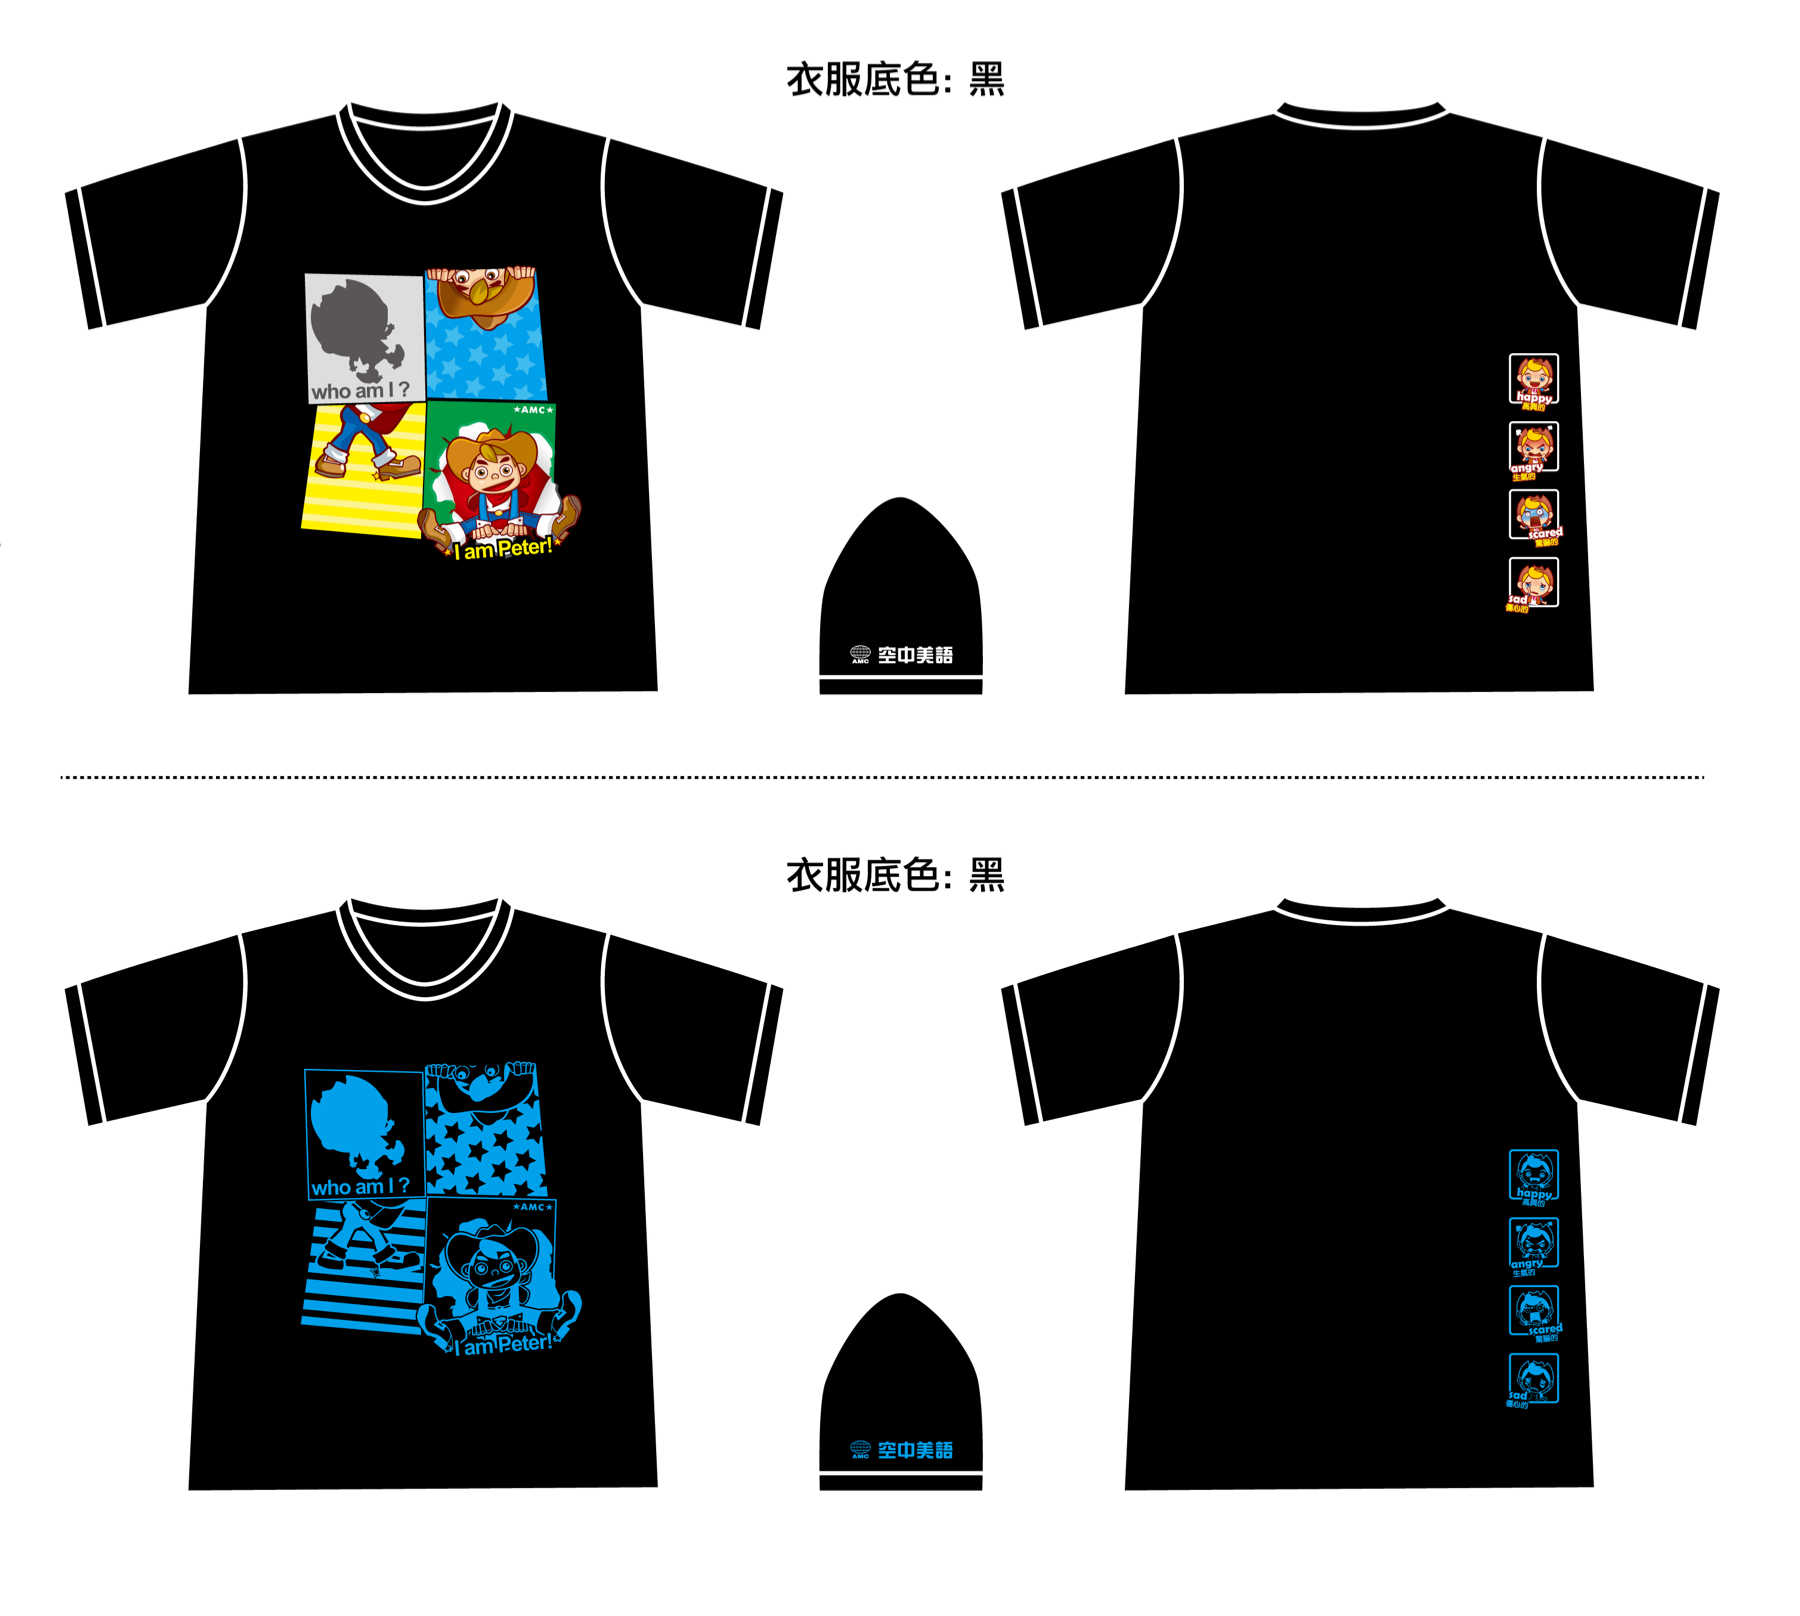 衣服底色: 黑
who am I ?
★AMC★
I am Peter!
AMC
空中美語
happy
高興的
angry
生氣的
scared
驚嚇的
sad
傷心的
衣服底色: 黑
who am I ?
★AMC★
I am Peter!
AMC
空中美語
happy
高興的
angry
生氣的
scared
驚嚇的
sad
傷心的